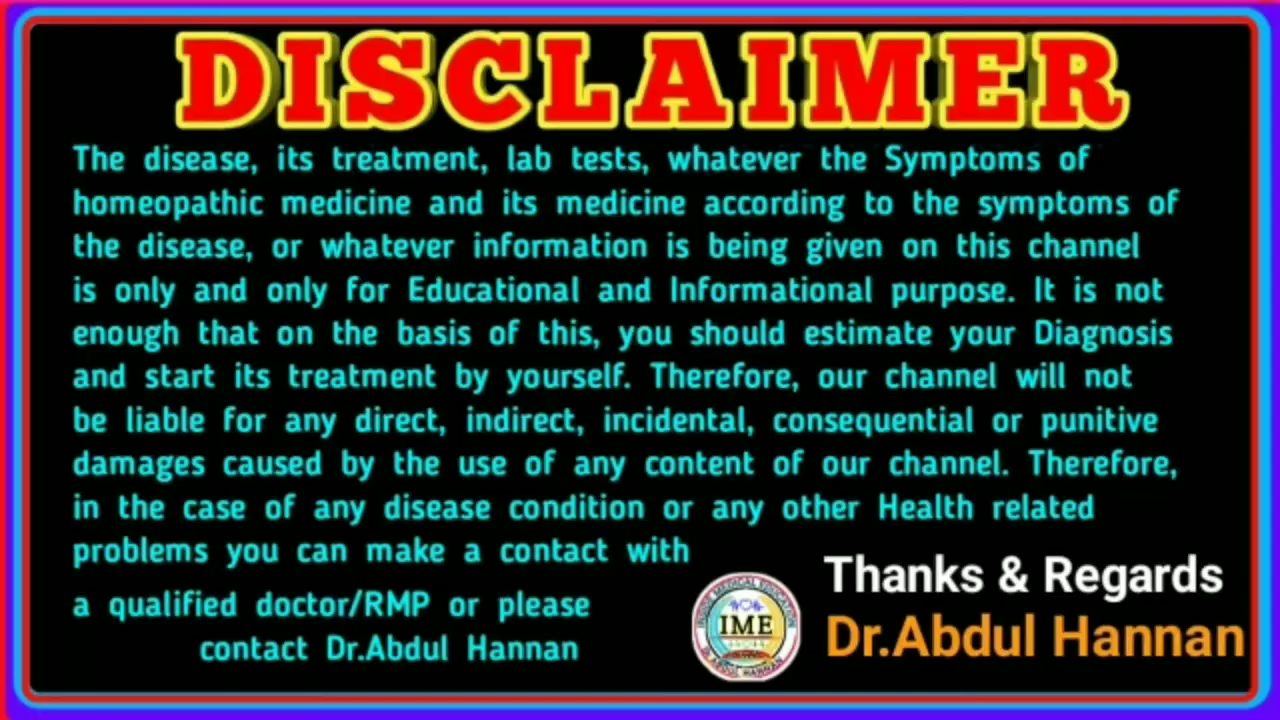 DISCLAIMER
The disease, its treatment, lab tests, whatever the Symptoms of
homeopathic medicine and its medicine according to the symptoms of
the disease, or whatever information is being given on this channel
is only and only for Educational and Informational purpose. It is not
enough that on the basis of this, you should estimate your Diagnosis
and start its treatment by yourself. Therefore, our channel will not
be liable for any direct, indirect, incidental, consequential or punitive
damages caused by the use of any content of our channel. Therefore,
in the case of any disease condition or any other Health related
problems you can make a contact with
a qualified doctor/RMP or please
contact Dr.Abdul Hannan
MEDICAL EDUCATION
IME
Dr ABDUL HANNAN
Thanks & Regards
Dr.Abdul Hannan